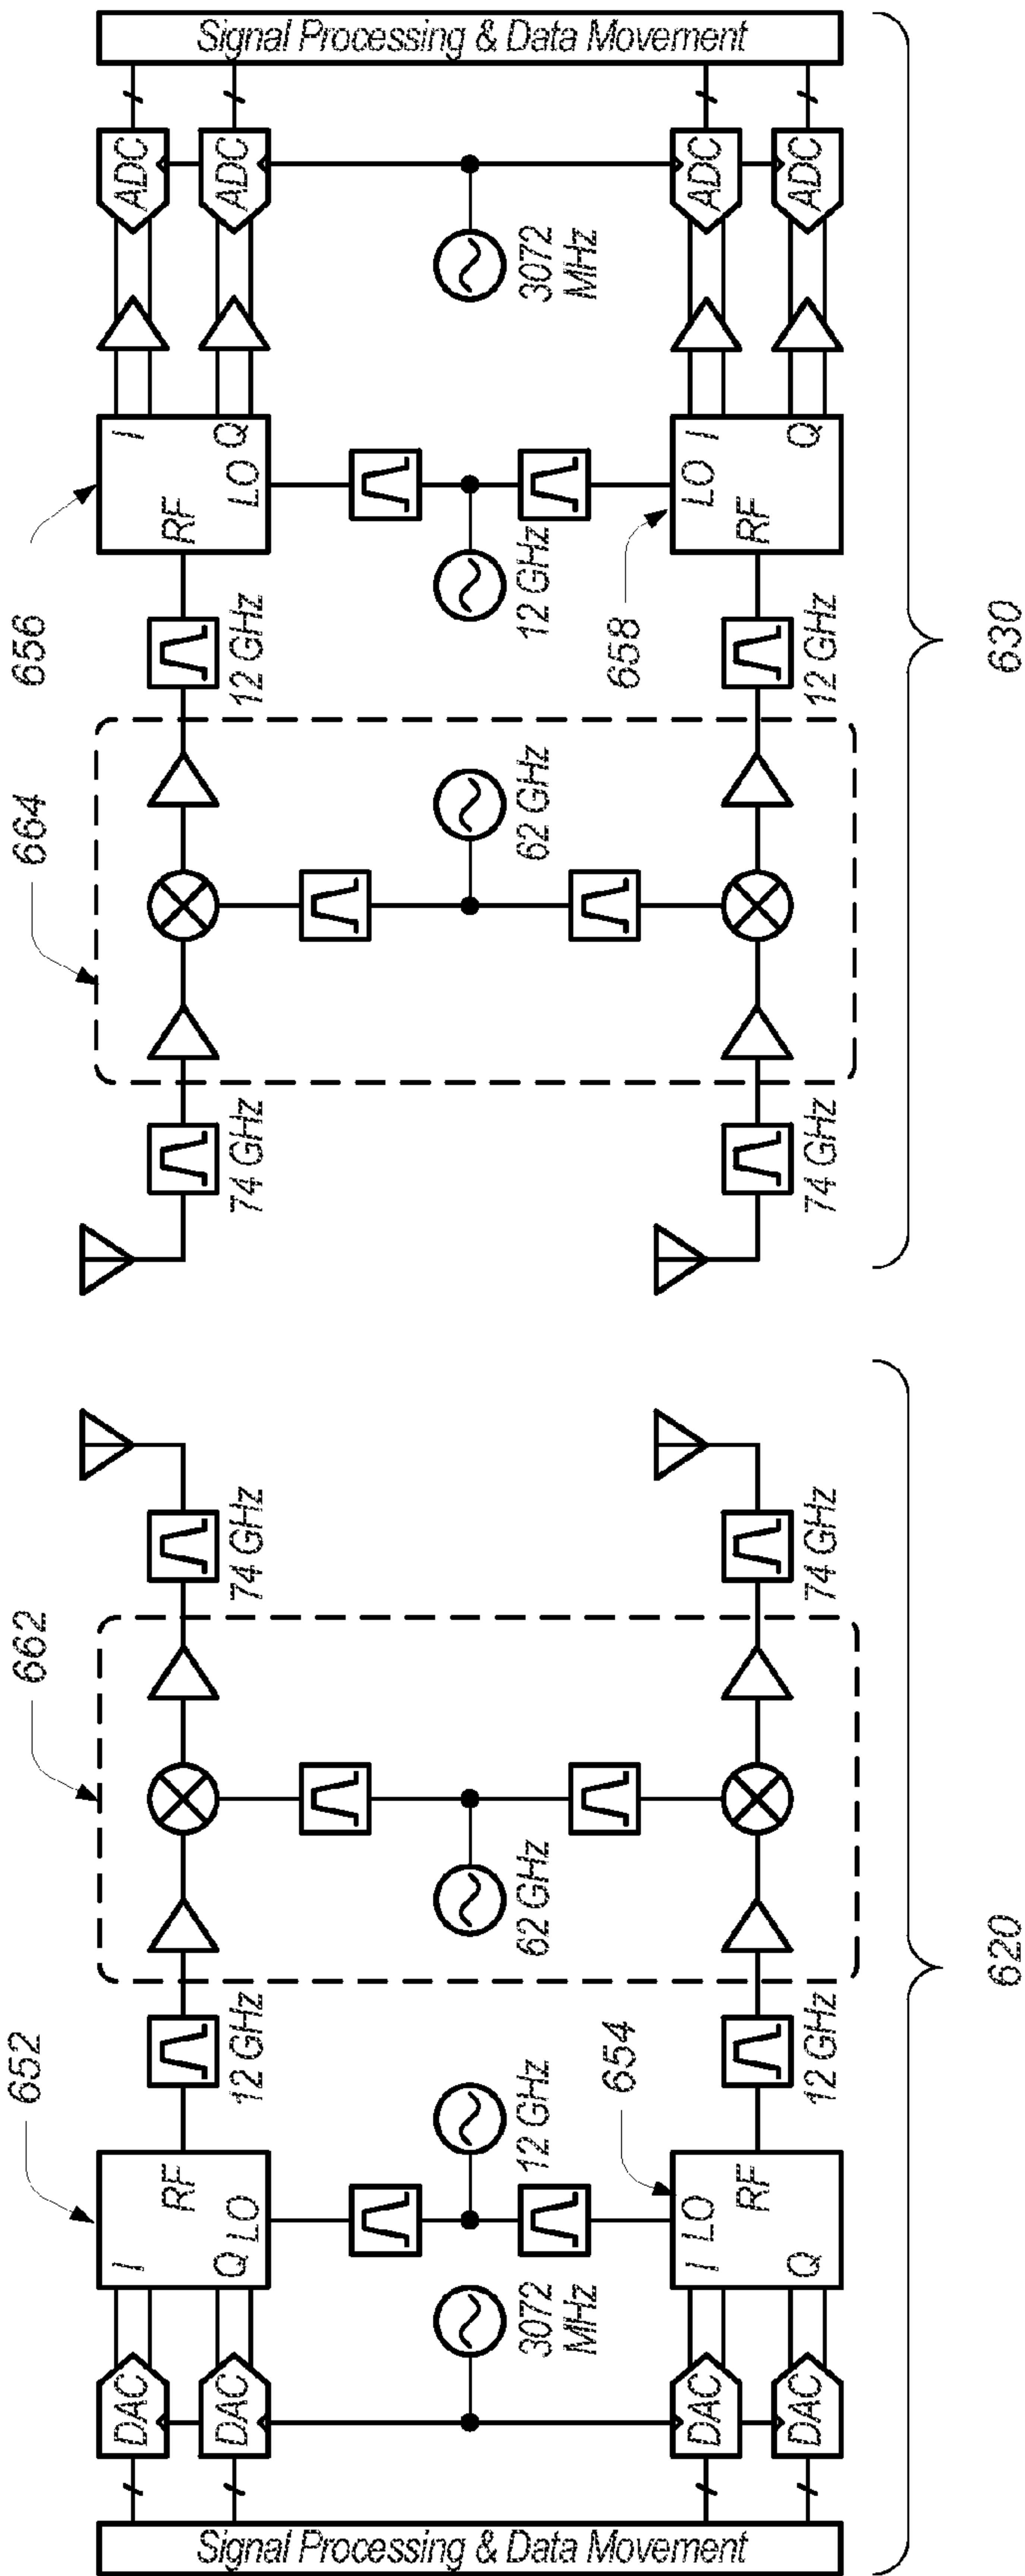 Signal Processing & Data Movement
DAC
DAC
DAC
DAC
3072
MHz
652
I
Q
LO
RF
12 GHz
654
I
LO
Q
RF
12 GHz
12 GHz
662
62 GHz
74 GHz
74 GHz
620
74 GHz
74 GHz
664
62 GHz
12 GHz
12 GHz
656
RF
I
Q
LO
12 GHz
658
LO
I
RF
Q
3072
MHz
ADC
ADC
ADC
ADC
Signal Processing & Data Movement
630